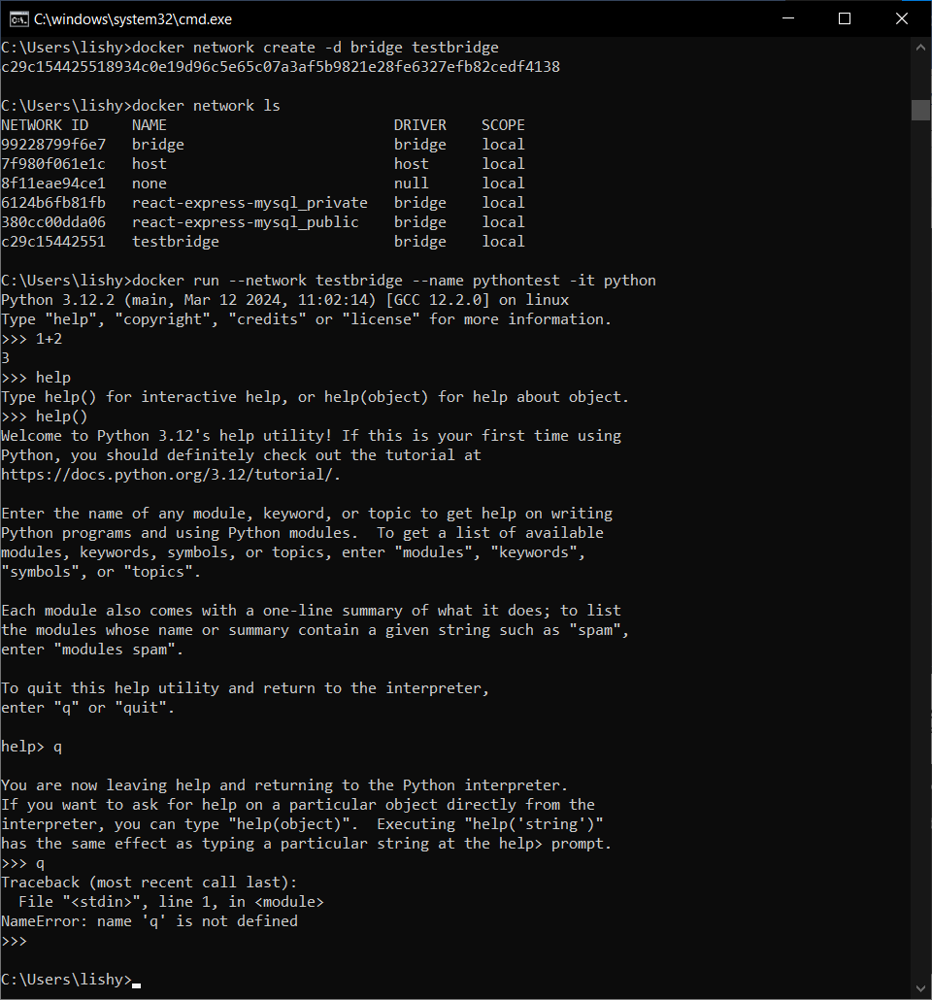 C:\windows\system32\cmd.exe
C:\Users\lishy>docker network create -d bridge testbridge
c29c154425518934c0e19d96c5e65c07a3af5b9821e28fe6327efb82cedf4138
C:\Users\lishy>docker network ls
NETWORK ID     NAME                          DRIVER    SCOPE
99228799f6e7   bridge                        bridge    local
7f980f061e1c   host                          host      local
8f11eae94ce1   none                          null      local
6124b6fb81fb   react-express-mysql_private   bridge    local
380cc00dda06   react-express-mysql_public    bridge    local
c29c15442551   testbridge                    bridge    local
C:\Users\lishy>docker run --network testbridge --name pythontest -it python
Python 3.12.2 (main, Mar 12 2024, 11:02:14) [GCC 12.2.0] on linux
Type "help", "copyright", "credits" or "license" for more information.
>>> 1+2
3
>>> help
Type help() for interactive help, or help(object) for help about object.
>>> help()
Welcome to Python 3.12's help utility! If this is your first time using
Python, you should definitely check out the tutorial at
https://docs.python.org/3.12/tutorial/.
Enter the name of any module, keyword, or topic to get help on writing
Python programs and using Python modules.  To get a list of available
modules, keywords, symbols, or topics, enter "modules", "keywords",
"symbols", or "topics".
Each module also comes with a one-line summary of what it does; to list
the modules whose name or summary contain a given string such as "spam",
enter "modules spam".
To quit this help utility and return to the interpreter,
enter "q" or "quit".
help> q
You are now leaving help and returning to the Python interpreter.
If you want to ask for help on a particular object directly from the
interpreter, you can type "help(object)".  Executing "help('string')"
has the same effect as typing a particular string at the help> prompt.
>>> q
Traceback (most recent call last):
  File "<stdin>", line 1, in <module>
NameError: name 'q' is not defined
>>>
C:\Users\lishy>